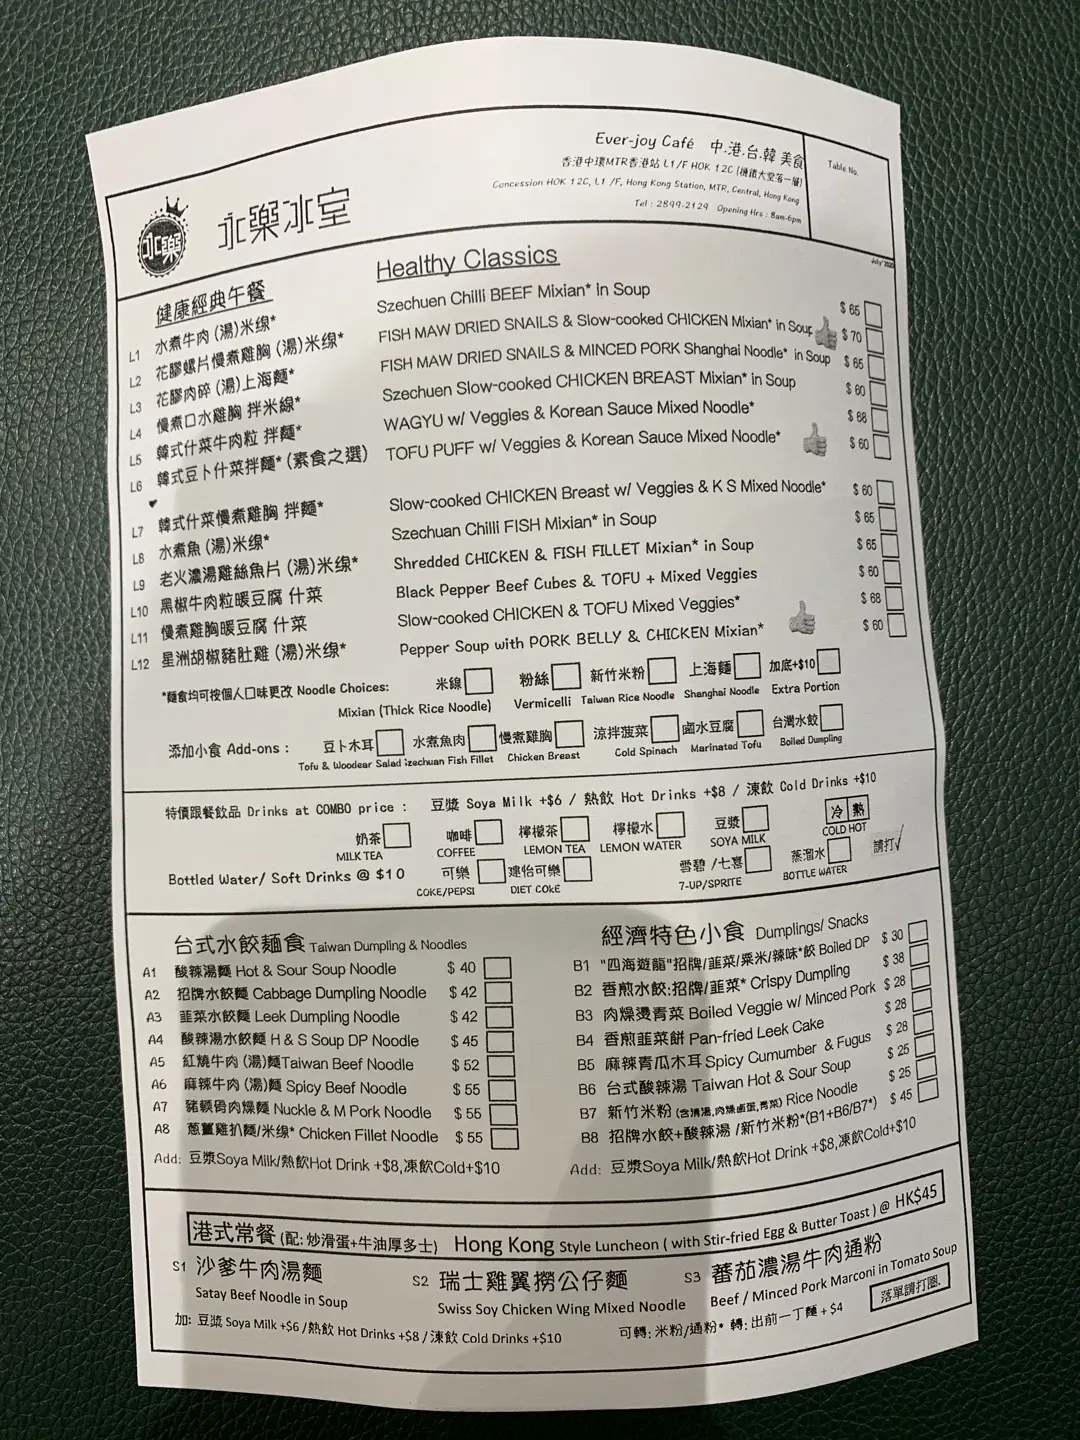 Ever-joy Café 中.港.台.韓 美食
香港中環MTR香港站 L1/F HOK 12C (機鐵大堂落一層)
Concession HOK 12C, L1 /F, Hong Kong Station, MTR, Central, Hong Kong
Tel : 2899-2129 Opening Hrs : 8am-6pm
Table No.
永樂
永樂冰室
July'2020
健康經典午餐 Healthy Classics
L1 水煮牛肉 (湯)米線* Szechuen Chilli BEEF Mixian* in Soup $ 65
L2 花膠螺片慢煮雞胸 (湯)米線* FISH MAW DRIED SNAILS & Slow-cooked CHICKEN Mixian* in Soup $ 70
L3 花膠肉碎 (湯)上海麵* FISH MAW DRIED SNAILS & MINCED PORK Shanghai Noodle* in Soup $ 65
L4 慢煮口水雞胸 拌米線* Szechuen Slow-cooked CHICKEN BREAST Mixian* in Soup $ 60
L5 韓式什菜牛肉粒 拌麵* WAGYU w/ Veggies & Korean Sauce Mixed Noodle* $ 68
L6 韓式豆卜什菜拌麵* (素食之選) TOFU PUFF w/ Veggies & Korean Sauce Mixed Noodle* $ 60
L7 韓式什菜慢煮雞胸 拌麵* Slow-cooked CHICKEN Breast w/ Veggies & K S Mixed Noodle* $ 60
L8 水煮魚 (湯)米線* Szechuan Chilli FISH Mixian* in Soup $ 65
L9 老火濃湯雞絲魚片 (湯)米線* Shredded CHICKEN & FISH FILLET Mixian* in Soup $ 65
L10 黑椒牛肉粒暖豆腐 什菜 Black Pepper Beef Cubes & TOFU + Mixed Veggies $ 60
L11 慢煮雞胸暖豆腐 什菜 Slow-cooked CHICKEN & TOFU Mixed Veggies* $ 68
L12 星洲胡椒豬肚雞 (湯)米線* Pepper Soup with PORK BELLY & CHICKEN Mixian* $ 60
*麵食均可按個人口味更改 Noodle Choices: 米線 粉絲 新竹米粉 上海麵 加底+$10
Mixian (Thick Rice Noodle) Vermicelli Taiwan Rice Noodle Shanghai Noodle Extra Portion
添加小食 Add-ons : 豆卜木耳 水煮魚肉 慢煮雞胸 涼拌菠菜 鹵水豆腐 台灣水餃
Tofu & Woodear Salad Szechuan Fish Fillet Chicken Breast Cold Spinach Marinated Tofu Boiled Dumpling
特價跟餐飲品 Drinks at COMBO price : 豆漿 Soya Milk +$6 / 熱飲 Hot Drinks +$8 / 凍飲 Cold Drinks +$10
奶茶 咖啡 檸檬茶 檸檬水 豆漿 冷 熱
MILK TEA COFFEE LEMON TEA LEMON WATER SOYA MILK COLD HOT
Bottled Water/ Soft Drinks @ $10 可樂 健怡可樂 雪碧 /七喜 蒸溜水 請打√
COKE/PEPSI DIET COKE 7-UP/SPRITE BOTTLE WATER
台式水餃麵食 Taiwan Dumpling & Noodles
A1 酸辣湯麵 Hot & Sour Soup Noodle $ 40
A2 招牌水餃麵 Cabbage Dumpling Noodle $ 42
A3 韮菜水餃麵 Leek Dumpling Noodle $ 42
A4 酸辣湯水餃麵 H & S Soup DP Noodle $ 45
A5 紅燒牛肉 (湯)麵Taiwan Beef Noodle $ 52
A6 麻辣牛肉 (湯)麵 Spicy Beef Noodle $ 55
A7 豬軟骨肉燥麵 Nuckle & M Pork Noodle $ 55
A8 蔥薑雞扒麵/米線* Chicken Fillet Noodle $ 55
Add: 豆漿Soya Milk/熱飲Hot Drink +$8,凍飲Cold+$10
經濟特色小食 Dumplings/ Snacks
B1 "四海遊龍"招牌/韮菜/粟米/辣味*餃 Boiled DP $ 30
B2 香煎水餃:招牌/韮菜* Crispy Dumpling $ 38
B3 肉燥燙青菜 Boiled Veggie w/ Minced Pork $ 28
B4 香煎韮菜餅 Pan-fried Leek Cake $ 28
B5 麻辣青瓜木耳 Spicy Cumumber & Fugus $ 28
B6 台式酸辣湯 Taiwan Hot & Sour Soup $ 25
B7 新竹米粉 (含清湯,肉燥鹵蛋,青菜) Rice Noodle $ 25
B8 招牌水餃+酸辣湯 /新竹米粉*(B1+B6/B7*) $ 45
Add: 豆漿Soya Milk/熱飲Hot Drink +$8,凍飲Cold+$10
港式常餐 (配: 炒滑蛋+牛油厚多士) Hong Kong Style Luncheon ( with Stir-fried Egg & Butter Toast ) @ HK$45
S1 沙爹牛肉湯麵 S2 瑞士雞翼撈公仔麵 S3 蕃茄濃湯牛肉通粉
Satay Beef Noodle in Soup Swiss Soy Chicken Wing Mixed Noodle Beef / Minced Pork Marconi in Tomato Soup
加: 豆漿 Soya Milk +$6 /熱飲 Hot Drinks +$8 / 凍飲 Cold Drinks +$10 可轉: 米粉/通粉* 轉: 出前一丁麵 + $4 落單請打圈.